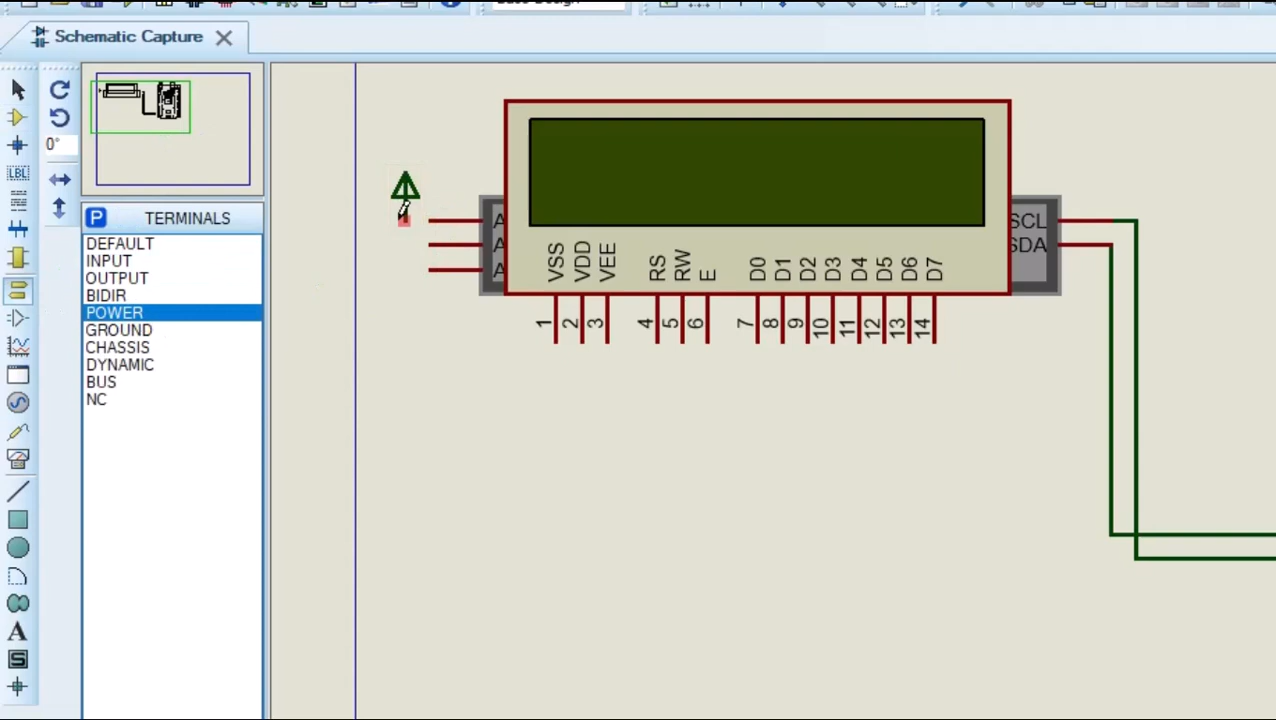 Schematic Capture
0°
LBL
P TERMINALS
DEFAULT
INPUT
OUTPUT
BIDIR
POWER
GROUND
CHASSIS
DYNAMIC
BUS
NC
A
S
A
A
A
SCL
SDA
VSS VDD VEE RS RW E D0 D1 D2 D3 D4 D5 D6 D7
1 2 3 4 5 6 7 8 9 10 11 12 13 14